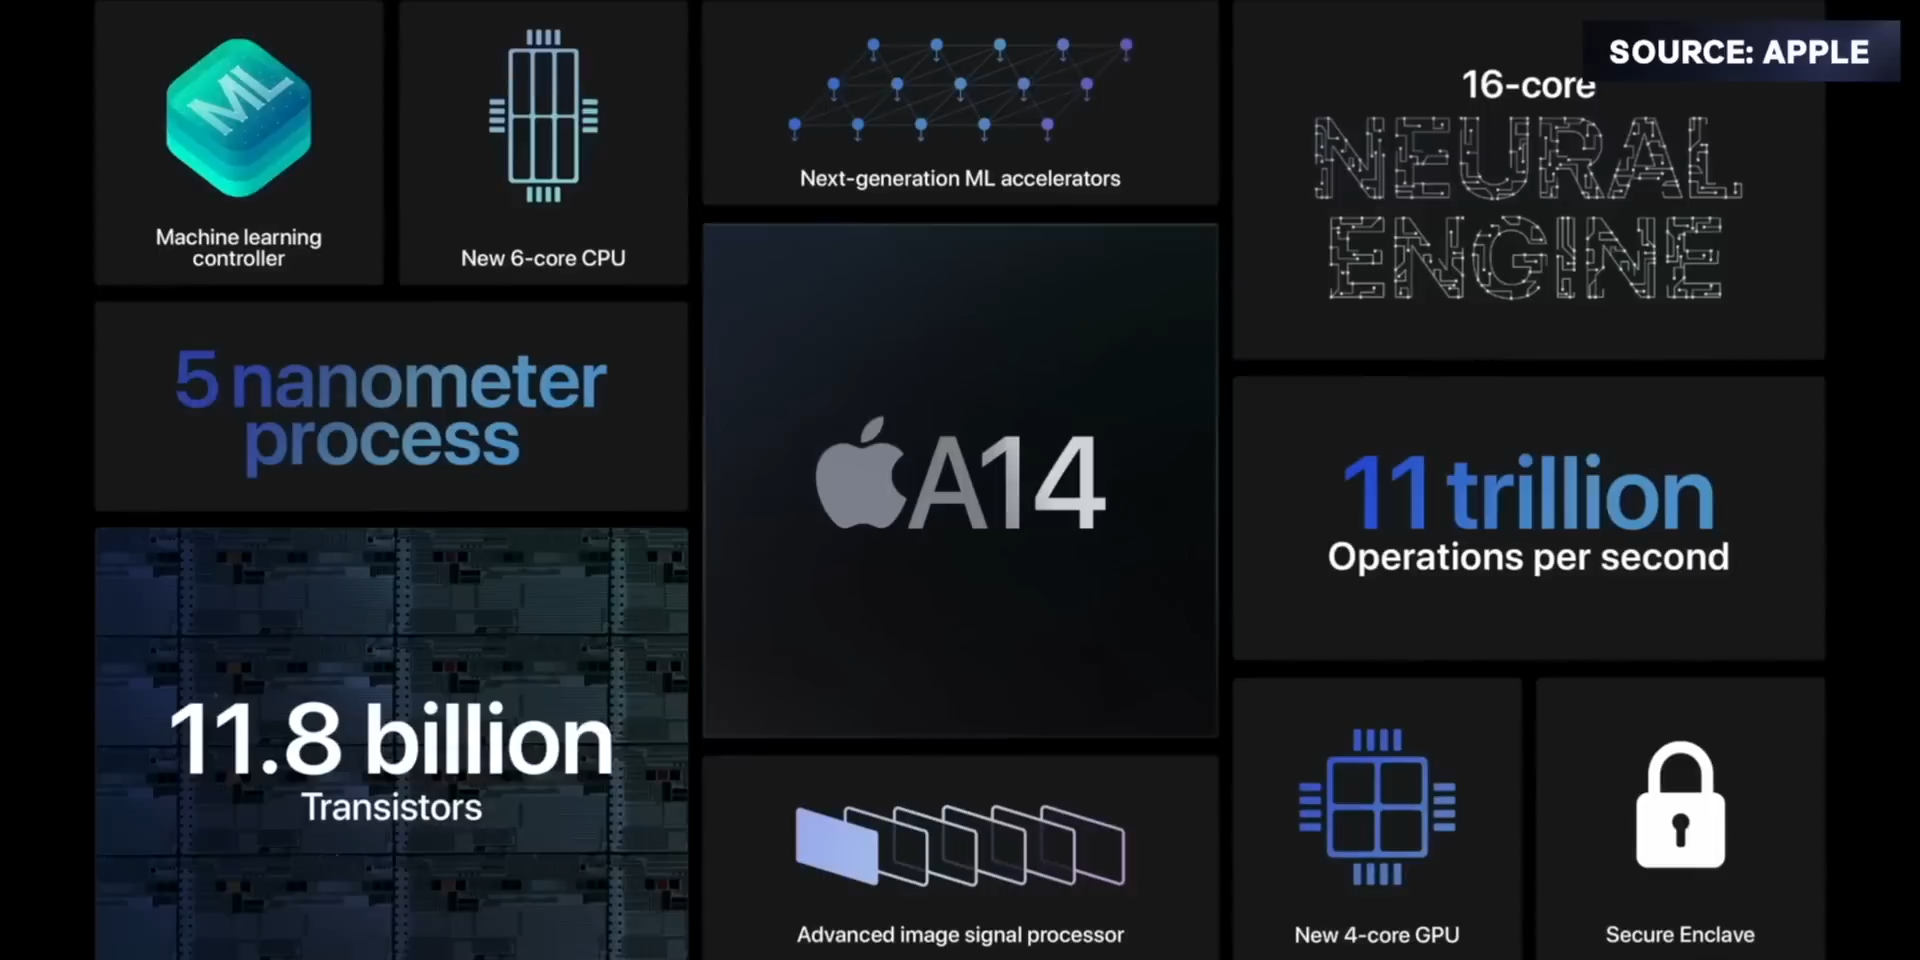 SOURCE: APPLE
ML
Machine learning
controller
New 6-core CPU
Next-generation ML accelerators
16-core
NEURAL
ENGINE
5 nanometer
process
A14
11 trillion
Operations per second
11.8 billion
Transistors
Advanced image signal processor
New 4-core GPU
Secure Enclave